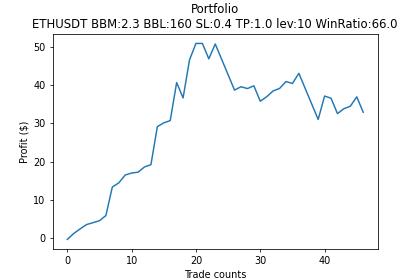 Portfolio
ETHUSDT BBM:2.3 BBL:160 SL:0.4 TP:1.0 lev:10 WinRatio:66.0
50
40
30
20
10
0
Profit ($)
0 10 20 30 40
Trade counts